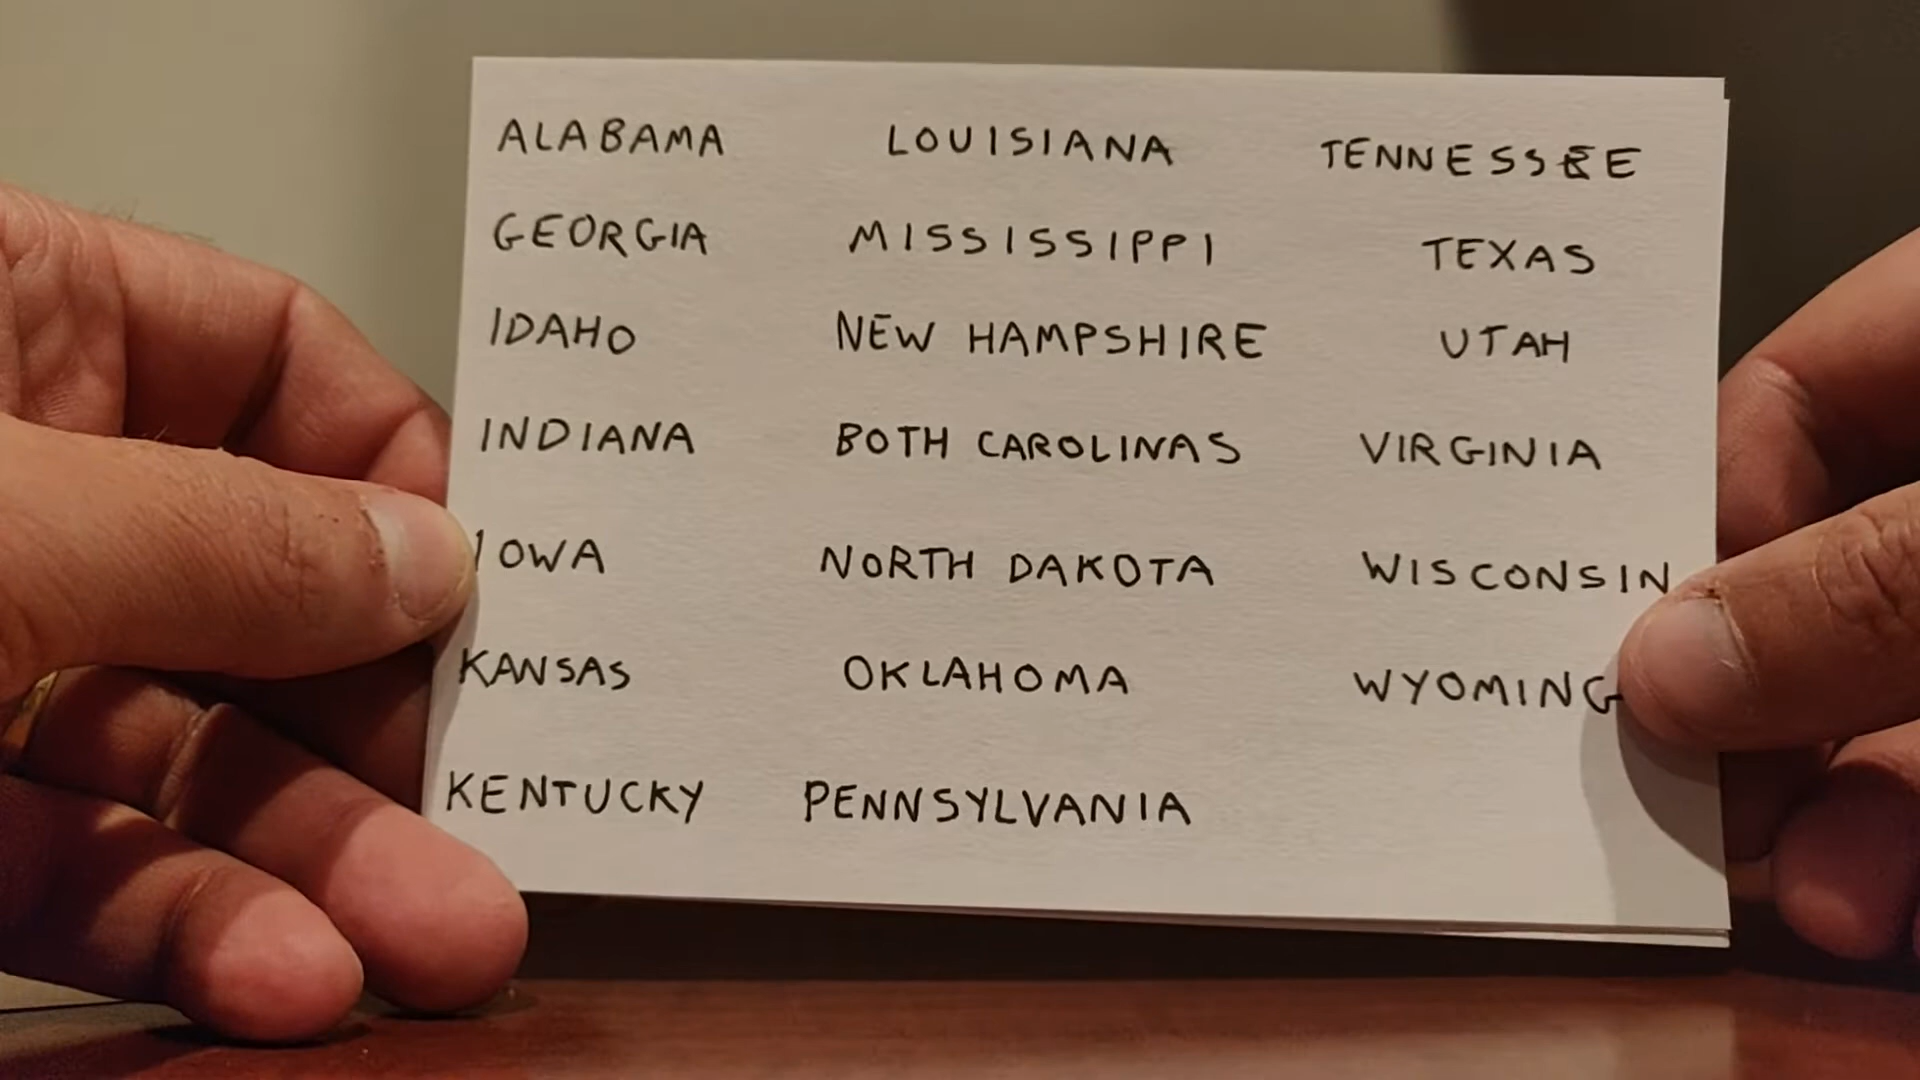 ALABAMA
GEORGIA
IDAHO
INDIANA
IOWA
KANSAS
KENTUCKY
LOUISIANA
MISSISSIPPI
NEW HAMPSHIRE
BOTH CAROLINAS
NORTH DAKOTA
OKLAHOMA
PENNSYLVANIA
TENNESSEE
TEXAS
UTAH
VIRGINIA
WISCONSIN
WYOMING